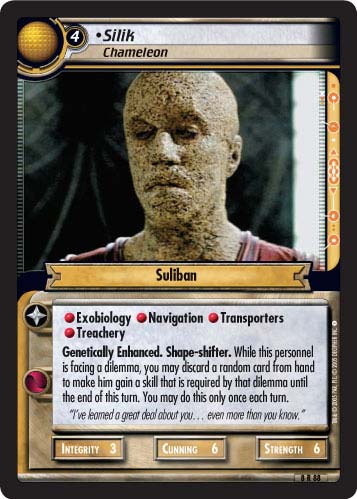 4
•Silik
Chameleon
Suliban
Exobiology Navigation Transporters
Treachery
Genetically Enhanced. Shape-shifter. While this personnel
is facing a dilemma, you may discard a random card from
hand to make him gain a skill that is required by that dilemma until
the end of this turn. You may do this only once each turn.
"I've learned a great deal about you... even more than you know."
INTEGRITY 3 CUNNING 6 STRENGTH 6
8 R 88